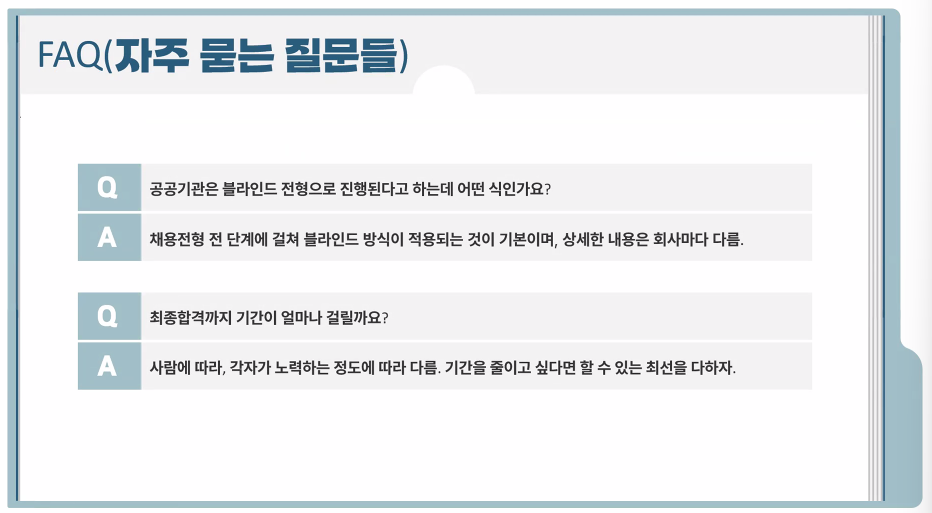 FAQ(자주 묻는 질문들)
Q
공공기관은 블라인드 전형으로 진행된다고 하는데 어떤 식인가요?
A
채용전형 전 단계에 걸쳐 블라인드 방식이 적용되는 것이 기본이며, 상세한 내용은 회사마다 다름.
Q
최종합격까지 기간이 얼마나 걸릴까요?
A
사람에 따라, 각자가 노력하는 정도에 따라 다름. 기간을 줄이고 싶다면 할 수 있는 최선을 다하자.